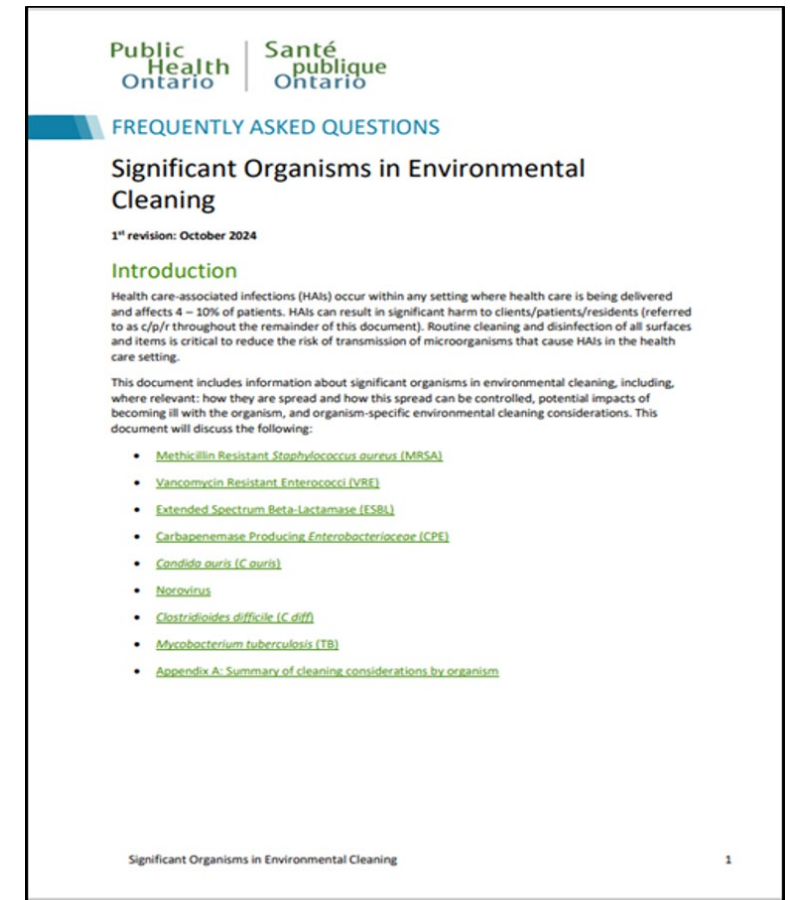 Public
Health
Ontario
Santé
publique
Ontario
FREQUENTLY ASKED QUESTIONS
Significant Organisms in Environmental
Cleaning
1st revision: October 2024
Introduction
Health care-associated infections (HAIs) occur within any setting where health care is being delivered
and affects 4 – 10% of patients. HAIs can result in significant harm to clients/patients/residents (referred
to as c/p/r throughout the remainder of this document). Routine cleaning and disinfection of all surfaces
and items is critical to reduce the risk of transmission of microorganisms that cause HAIs in the health
care setting.
This document includes information about significant organisms in environmental cleaning, including,
where relevant: how they are spread and how this spread can be controlled, potential impacts of
becoming ill with the organism, and organism-specific environmental cleaning considerations. This
document will discuss the following:
• Methicillin Resistant Staphylococcus aureus (MRSA)
• Vancomycin Resistant Enterococci (VRE)
• Extended Spectrum Beta-Lactamase (ESBL)
• Carbapenemase Producing Enterobacteriaceae (CPE)
• Candida auris (C auris)
• Norovirus
• Clostridioides difficile (C diff)
• Mycobacterium tuberculosis (TB)
• Appendix A: Summary of cleaning considerations by organism
Significant Organisms in Environmental Cleaning 1